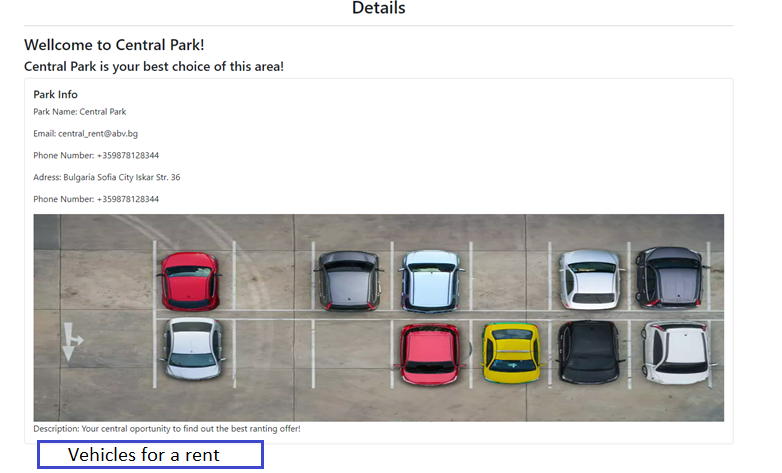 Details
Wellcome to Central Park!
Central Park is your best choice of this area!
Park Info
Park Name: Central Park
Email: central_rent@abv.bg
Phone Number: +359878128344
Adress: Bulgaria Sofia City Iskar Str. 36
Phone Number: +359878128344
Description: Your central oportunity to find out the best ranting offer!
Vehicles for a rent